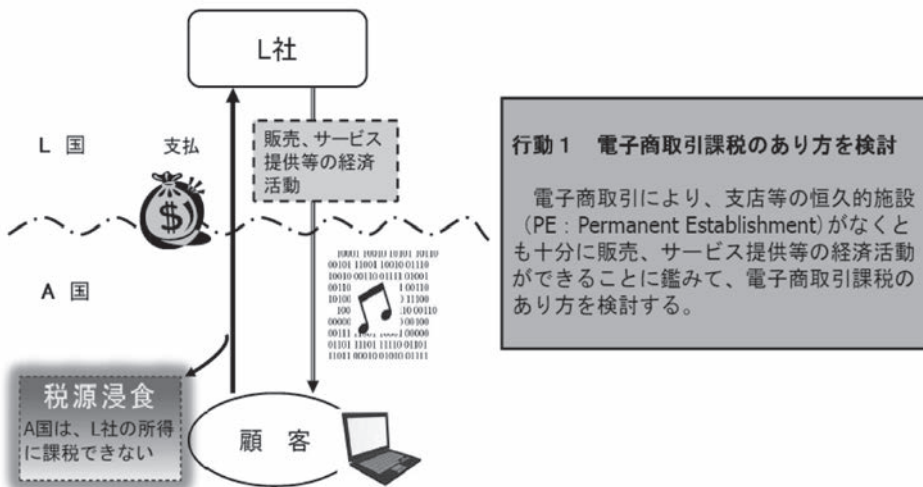 L社
L 国
支払
販売、サービス
提供等の経済
活動
$
A 国
税源浸食
A国は、L社の所得
に課税できない
顧 客
行動1 電子商取引課税のあり方を検討
電子商取引により、支店等の恒久的施設
(PE：Permanent Establishment)がなくと
も十分に販売、サービス提供等の経済活動
ができることに鑑みて、電子商取引課税の
あり方を検討する。